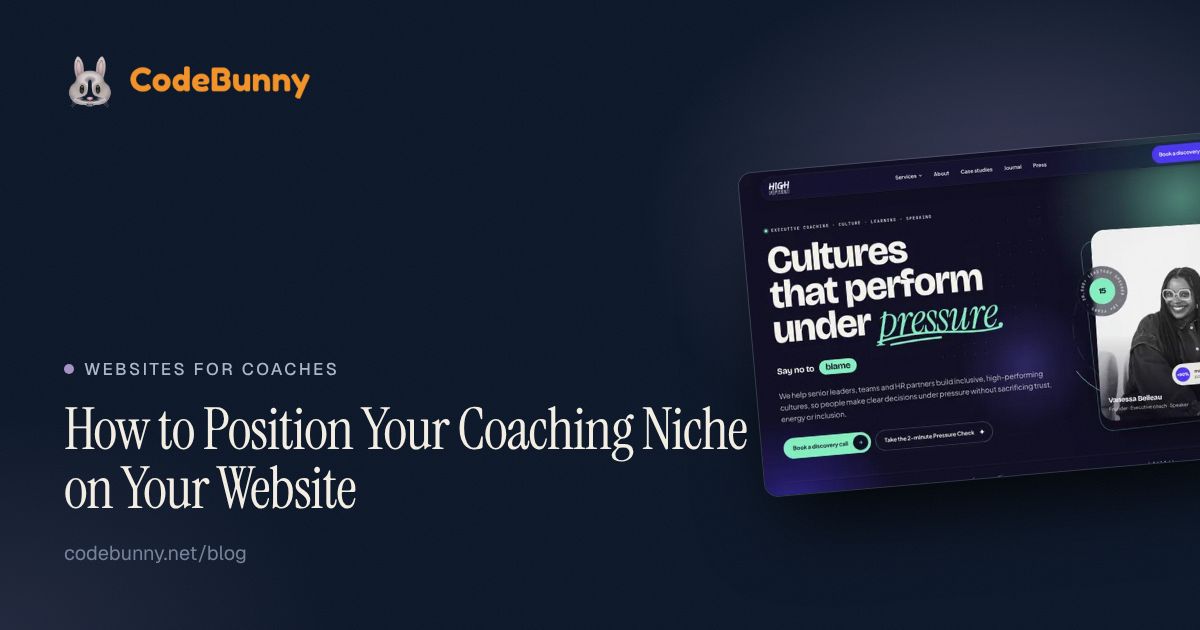 CodeBunny
WEBSITES FOR COACHES
How to Position Your Coaching Niche
on Your Website
codebunny.net/blog
HIGH
Services
About
Case studies
Journal
Press
Book a discovery
EXECUTIVE COACHING · CULTURE · LEARNING · SPEAKING
Cultures
that perform
under pressure.
Say no to blame
We help senior leaders, teams and HR partners build inclusive, high-performing
cultures, so people make clear decisions under pressure without sacrificing trust,
energy or inclusion.
Book a discovery call
Take the 2-minute Pressure Check
15
+90%
Vanessa Belleau
Founder · Executive coach · Speaker